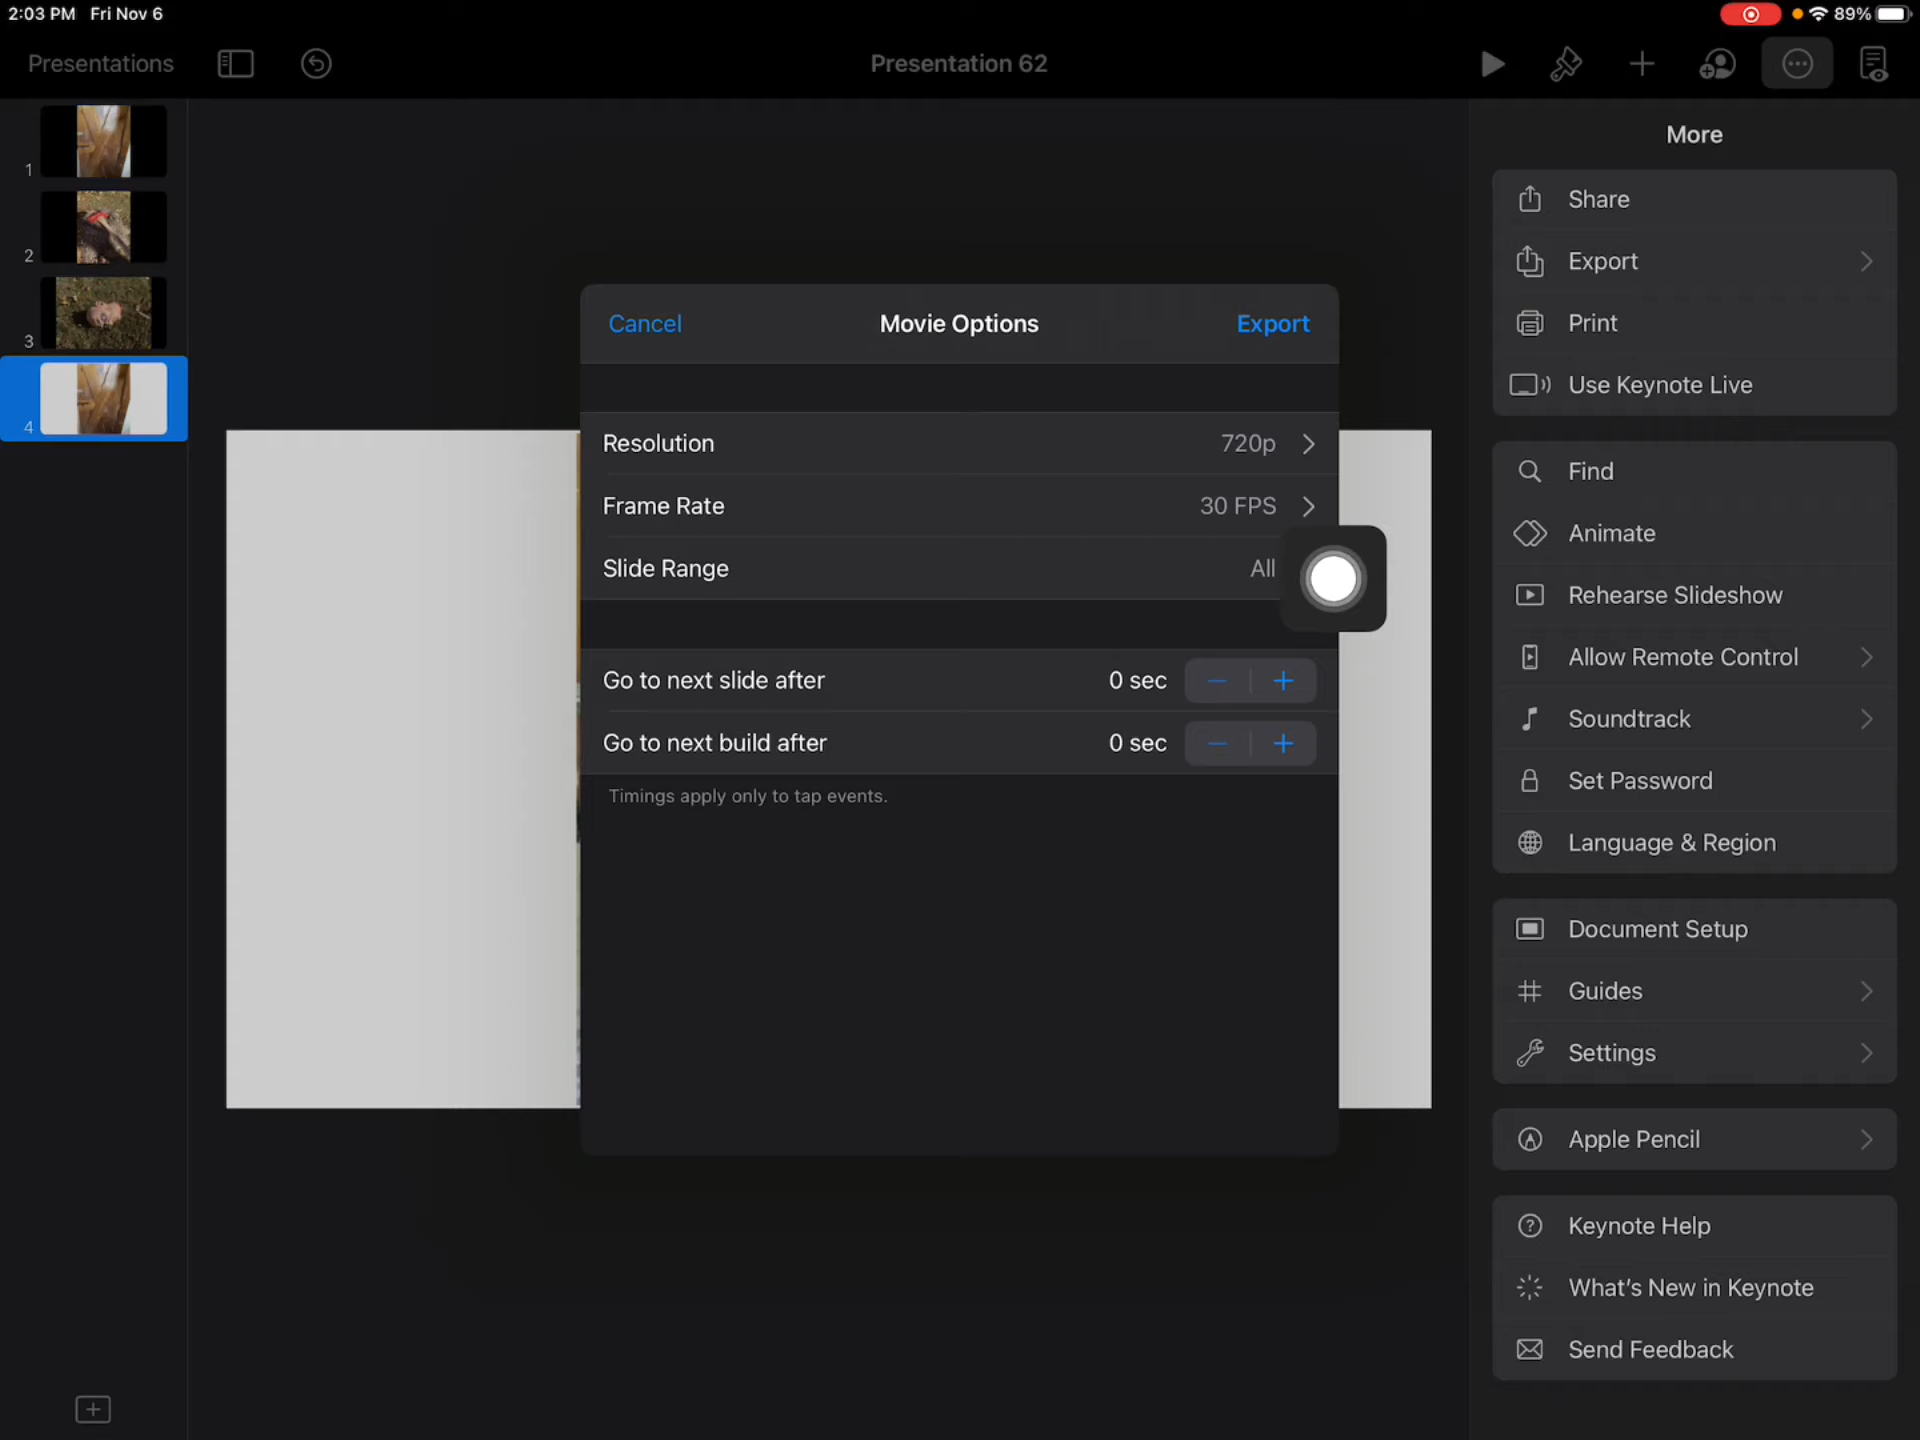 2:03 PM Fri Nov 6
89%
Presentations
Presentation 62
1
2
3
4
Cancel
Movie Options
Export
Resolution
720p
Frame Rate
30 FPS
Slide Range
All
Go to next slide after
0 sec
Go to next build after
0 sec
Timings apply only to tap events.
More
Share
Export
Print
Use Keynote Live
Find
Animate
Rehearse Slideshow
Allow Remote Control
Soundtrack
Set Password
Language & Region
Document Setup
Guides
Settings
Apple Pencil
Keynote Help
What's New in Keynote
Send Feedback